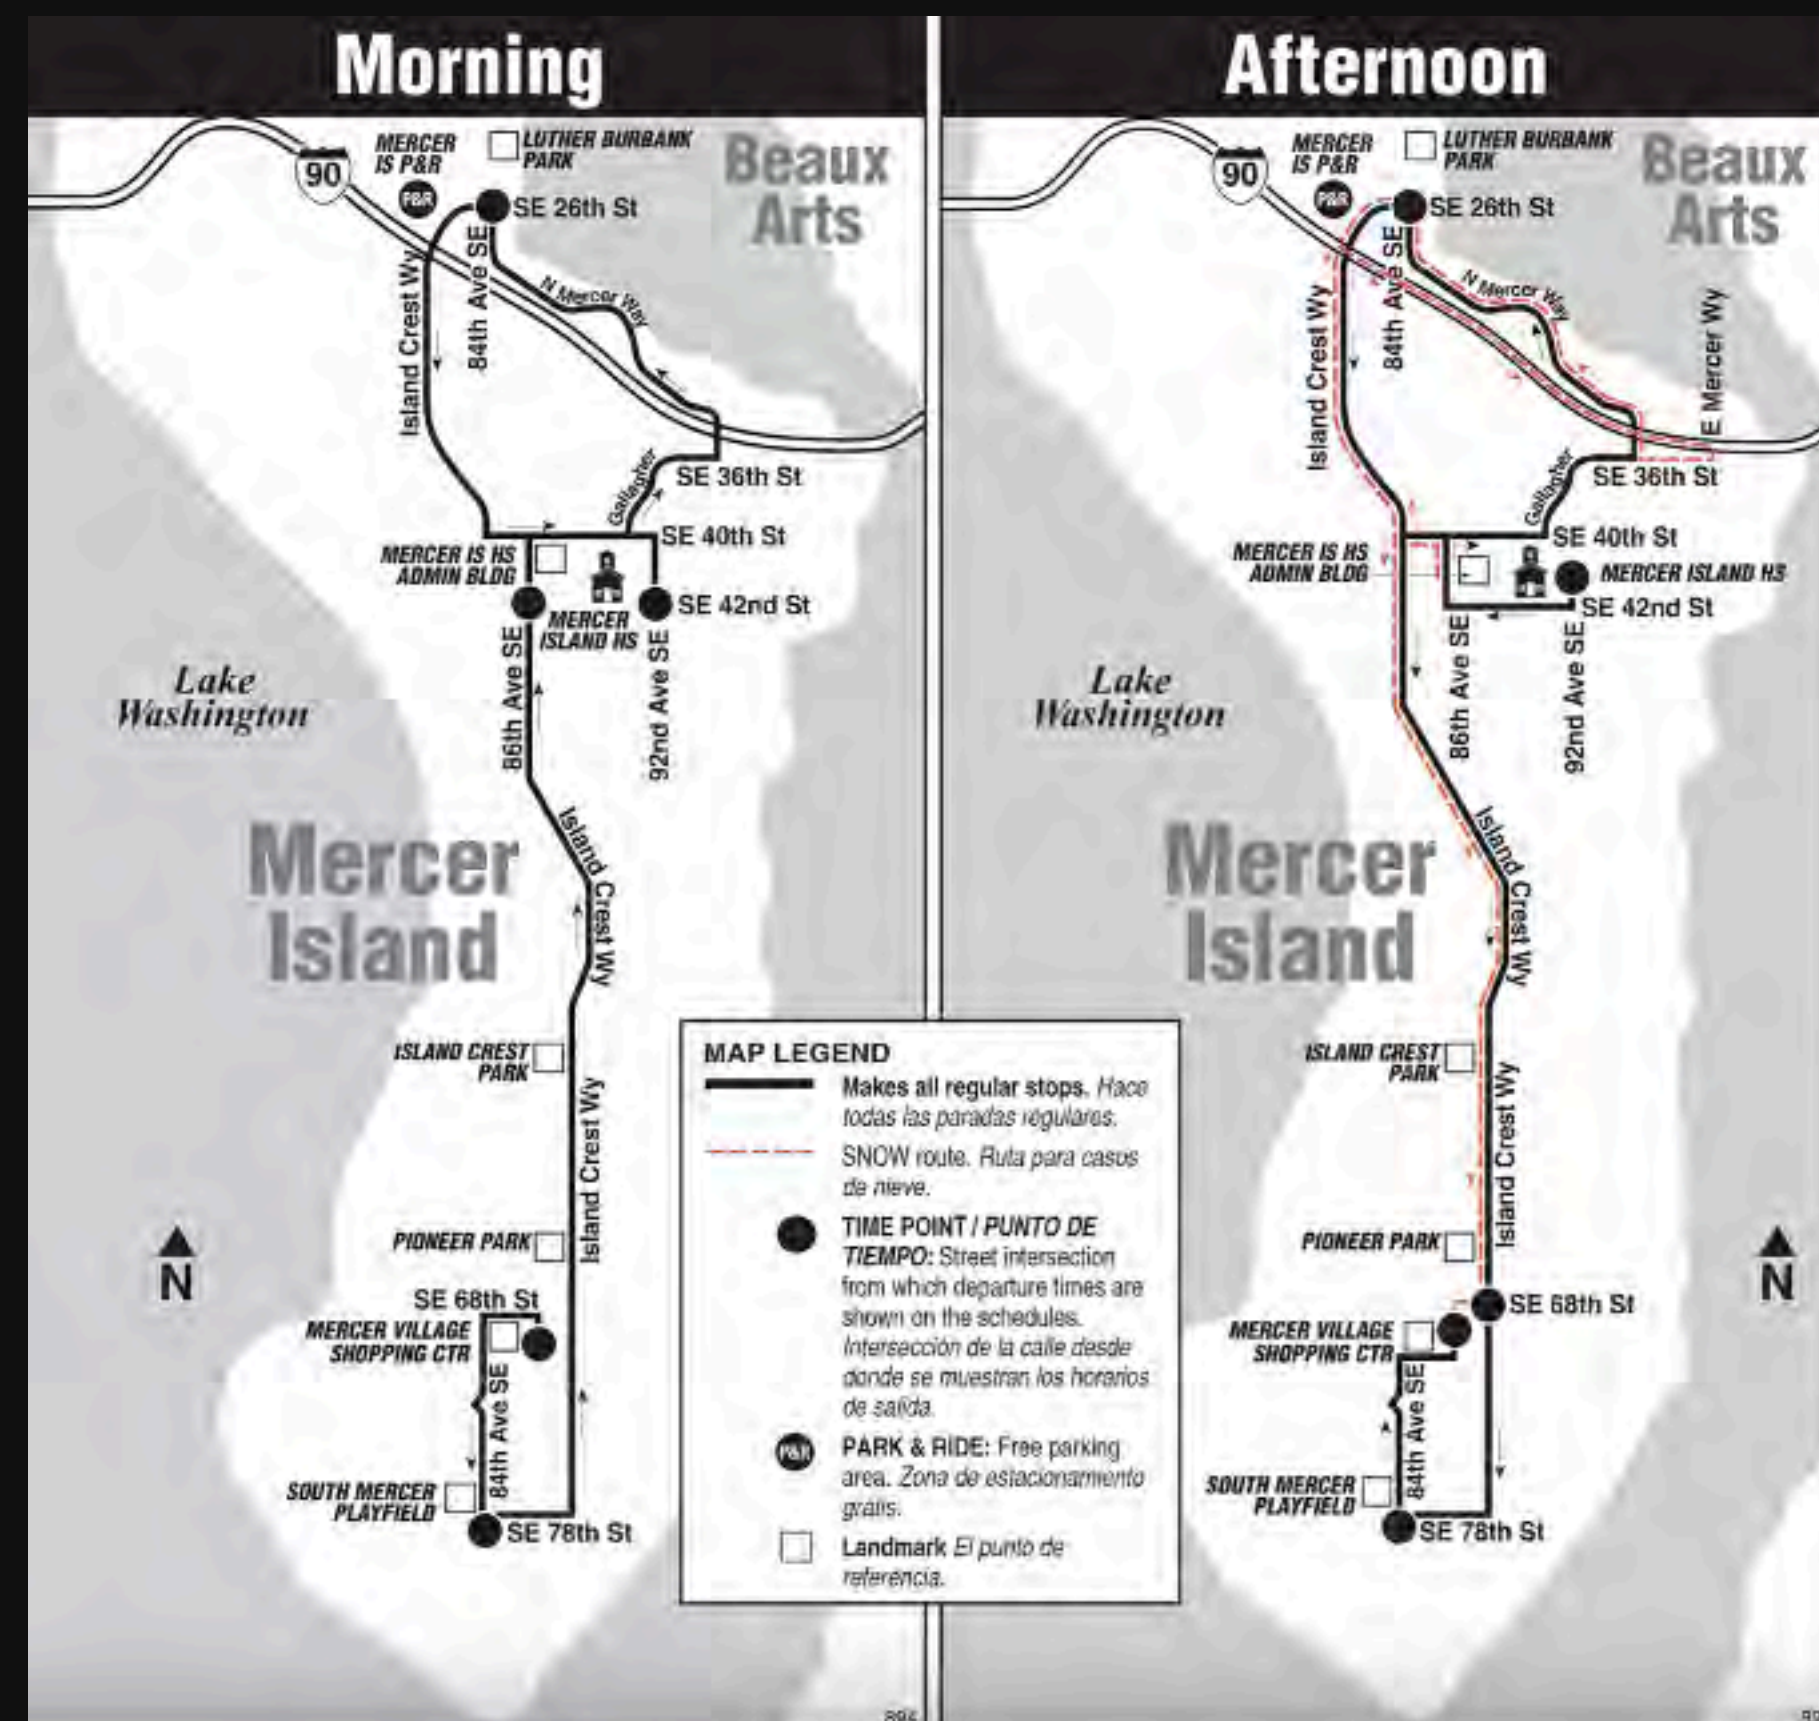 Morning
MERCER
IS P&R
LUTHER BURBANK
PARK
Beaux
Arts
90
P&R
SE 26th St
Island Crest Wy
84th Ave SE
N Mercer Way
Gallagher
SE 36th St
SE 40th St
MERCER IS HS
ADMIN BLDG
MERCER
ISLAND HS
SE 42nd St
86th Ave SE
92nd Ave SE
Lake
Washington
Island Crest Wy
Mercer
Island
ISLAND CREST
PARK
Island Crest Wy
PIONEER PARK
SE 68th St
MERCER VILLAGE
SHOPPING CTR
84th Ave SE
SOUTH MERCER
PLAYFIELD
SE 78th St
N
MAP LEGEND
Makes all regular stops. Hace
todas las paradas regulares.
SNOW route. Ruta para casos
de nieve.
TIME POINT / PUNTO DE
TIEMPO: Street intersection
from which departure times are
shown on the schedules.
Intersección de la calle desde
donde se muestran los horarios
de salida.
P&R
PARK & RIDE: Free parking
area. Zona de estacionamiento
gratis.
Landmark El punto de
referencia.
Afternoon
MERCER
IS P&R
LUTHER BURBANK
PARK
Beaux
Arts
90
P&R
SE 26th St
Island Crest Wy
84th Ave SE
N Mercer Way
E Mercer Wy
Gallagher
SE 36th St
SE 40th St
MERCER IS HS
ADMIN BLDG
MERCER ISLAND HS
SE 42nd St
86th Ave SE
92nd Ave SE
Lake
Washington
Island Crest Wy
Mercer
Island
ISLAND CREST
PARK
Island Crest Wy
PIONEER PARK
SE 68th St
MERCER VILLAGE
SHOPPING CTR
84th Ave SE
SOUTH MERCER
PLAYFIELD
SE 78th St
N